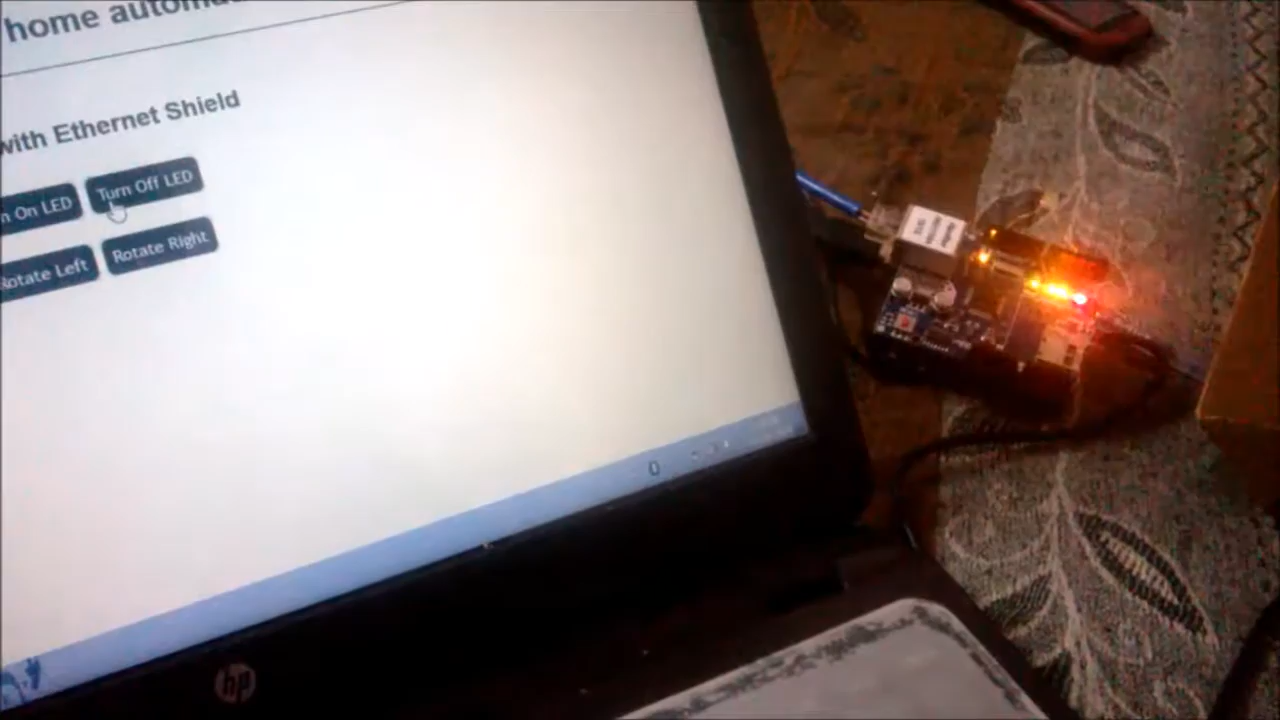 home automa
with Ethernet Shield
n On LED Turn Off LED
Rotate Left Rotate Right
hp